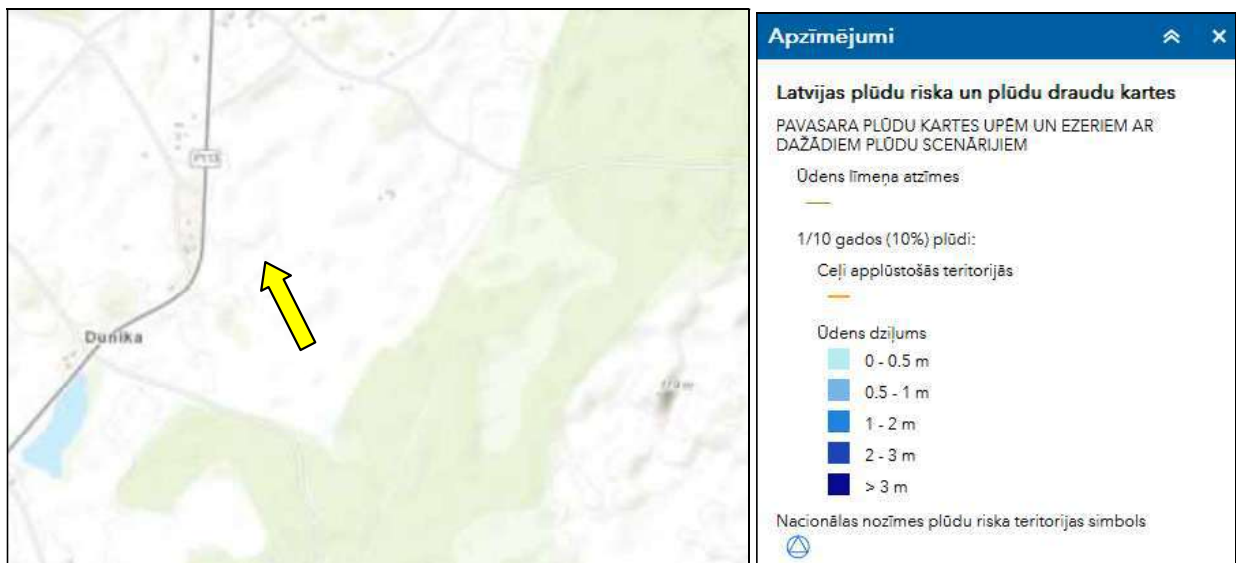 P113
Dunika
Apzīmējumi
Latvijas plūdu riska un plūdu draudu kartes
PAVASARA PLŪDU KARTES UPĒM UN EZERIEM AR
DAŽĀDIEM PLŪDU SCENĀRIJIEM
Ūdens līmeņa atzīmes
1/10 gados (10%) plūdi:
Ceļi applūstošās teritorijās
Ūdens dziļums
0 - 0.5 m
0.5 - 1 m
1 - 2 m
2 - 3 m
> 3 m
Nacionālas nozīmes plūdu riska teritorijas simbols